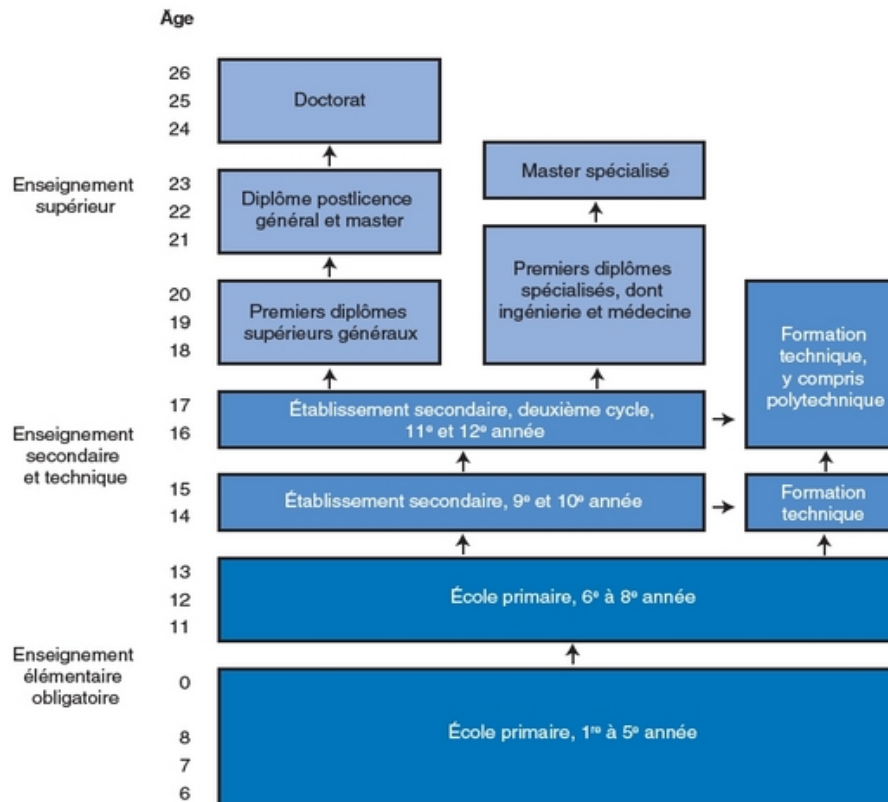 Âge
26
25
24
Doctorat
Enseignement
supérieur
23
22
21
Diplôme postlicence
général et master
Master spécialisé
20
19
18
Premiers diplômes
supérieurs généraux
Premiers diplômes
spécialisés, dont
ingénierie et médecine
Formation
technique,
y compris
polytechnique
Enseignement
secondaire
et technique
17
16
Établissement secondaire, deuxième cycle,
11e et 12e année
15
14
Établissement secondaire, 9e et 10e année
Formation
technique
13
12
11
École primaire, 6e à 8e année
Enseignement
élémentaire
obligatoire
0
8
7
6
École primaire, 1re à 5e année